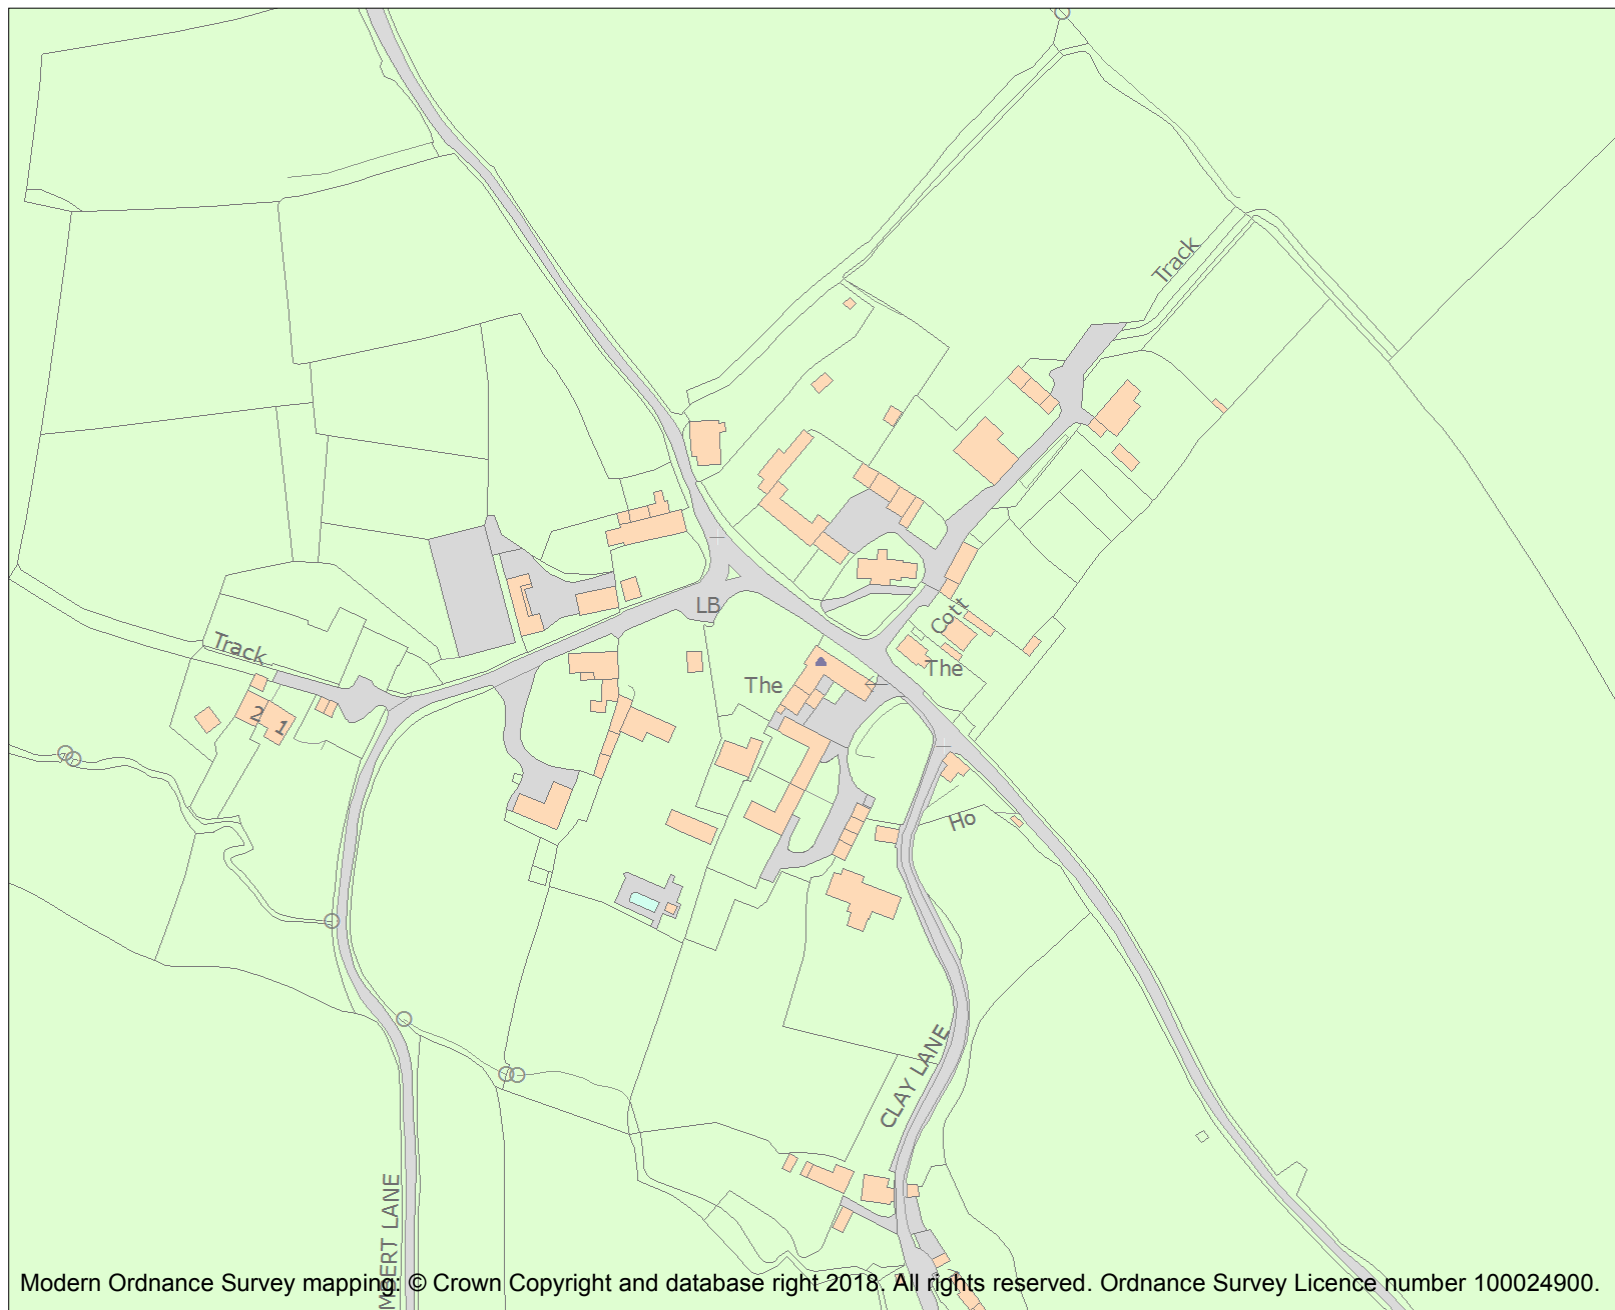 Track
LB
Cott
The
The
Track
2
1
Ho
CLAY LANE
MBERT LANE
Modern Ordnance Survey mapping: © Crown Copyright and database right 2018. All rights reserved. Ordnance Survey Licence number 100024900.